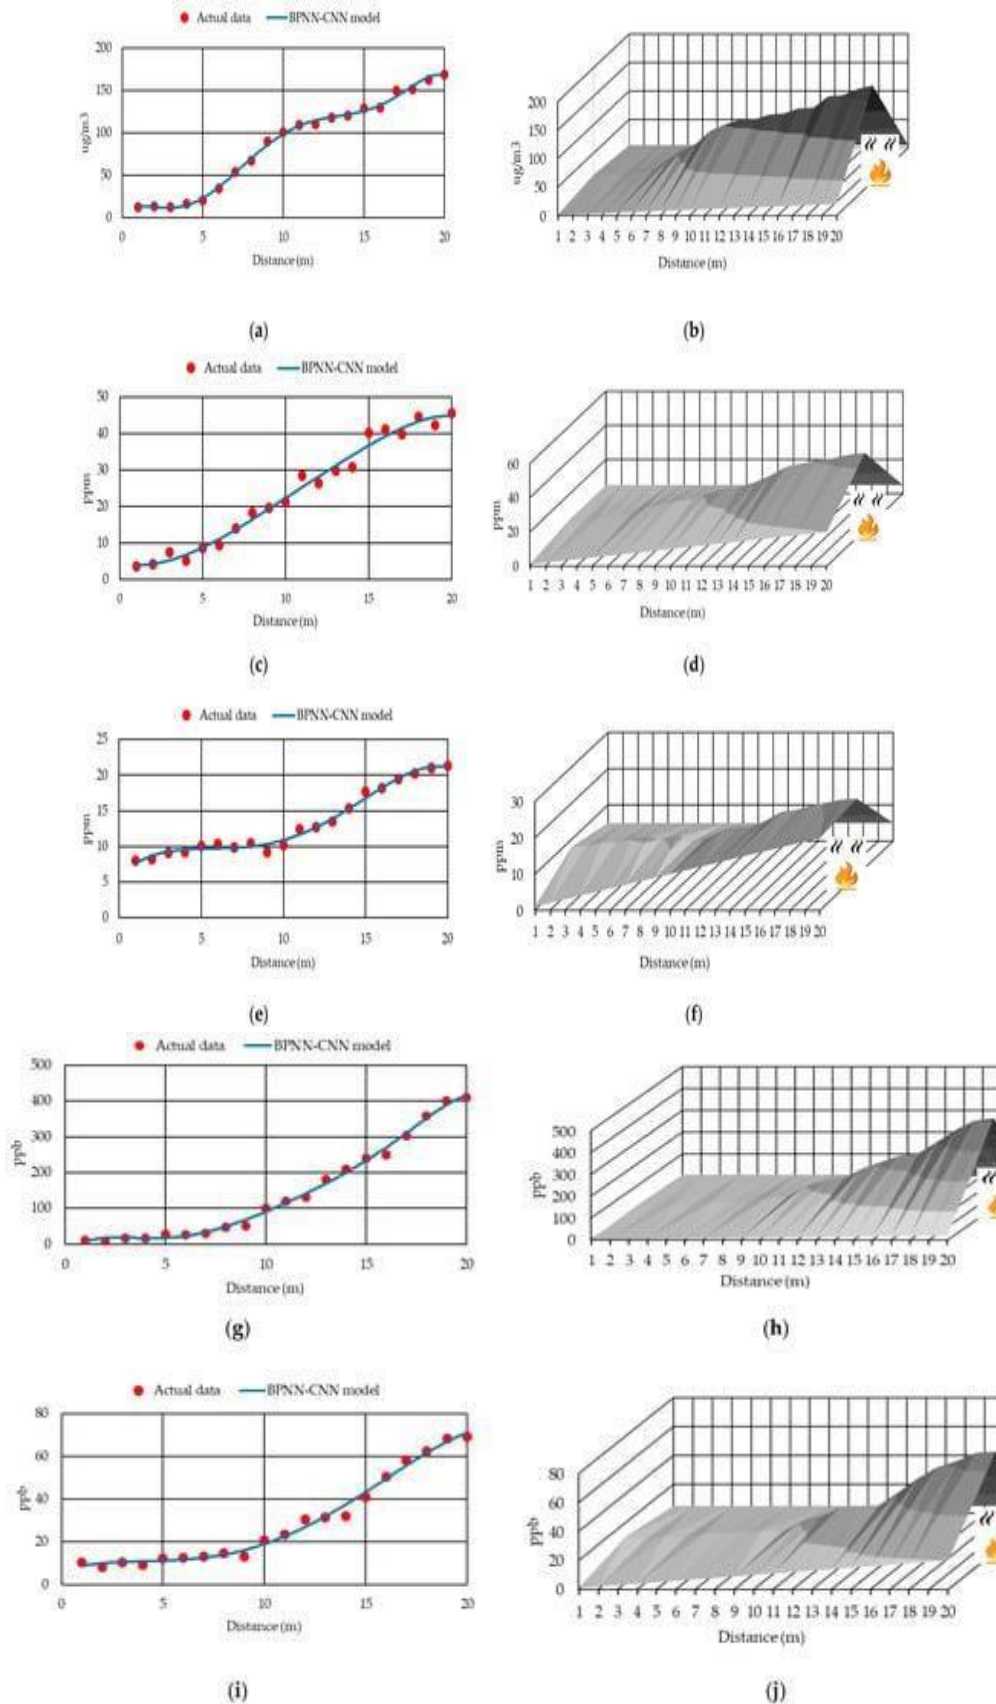 Actual data BPNN-CNN model
200
150
100
50
0
ug/m3
0 5 10 15 20
Distance (m)
(a)
200
150
100
50
0
ug/m3
1 2 3 4 5 6 7 8 9 10 11 12 13 14 15 16 17 18 19 20
Distance (m)
(b)
Actual data BPNN-CNN model
50
40
30
20
10
0
ppm
0 5 10 15 20
Distance (m)
(c)
60
40
20
0
ppm
1 2 3 4 5 6 7 8 9 10 11 12 13 14 15 16 17 18 19 20
Distance (m)
(d)
Actual data BPNN-CNN model
25
20
15
10
5
0
ppm
0 5 10 15 20
Distance (m)
(e)
30
20
10
0
ppm
1 2 3 4 5 6 7 8 9 10 11 12 13 14 15 16 17 18 19 20
Distance (m)
(f)
Actual data BPNN-CNN model
500
400
300
200
100
0
ppb
0 5 10 15 20
Distance (m)
(g)
500
400
300
200
100
0
ppb
1 2 3 4 5 6 7 8 9 10 11 12 13 14 15 16 17 18 19 20
Distance (m)
(h)
Actual data BPNN-CNN model
80
60
40
20
0
ppb
0 5 10 15 20
Distance (m)
(i)
80
60
40
20
0
ppb
1 2 3 4 5 6 7 8 9 10 11 12 13 14 15 16 17 18 19 20
Distance (m)
(j)